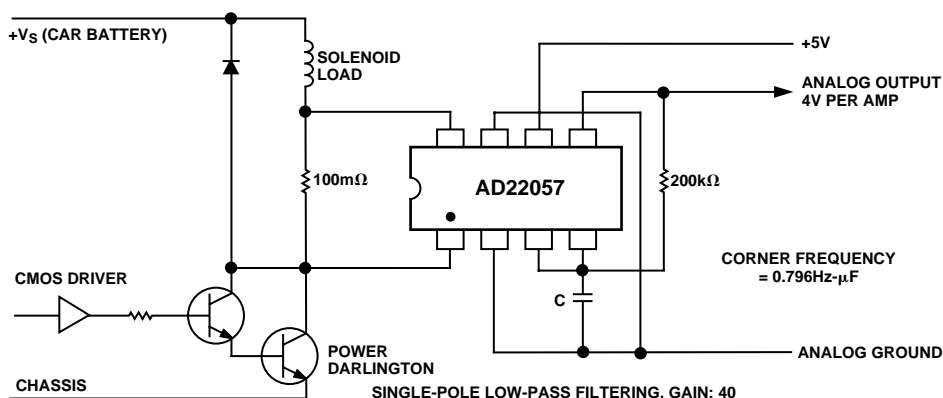 +VS (CAR BATTERY)
SOLENOID
LOAD
+5V
ANALOG OUTPUT
4V PER AMP
100mΩ
AD22057
200kΩ
CMOS DRIVER
CORNER FREQUENCY
= 0.796Hz-μF
C
POWER
DARLINGTON
ANALOG GROUND
CHASSIS
SINGLE-POLE LOW-PASS FILTERING, GAIN: 40